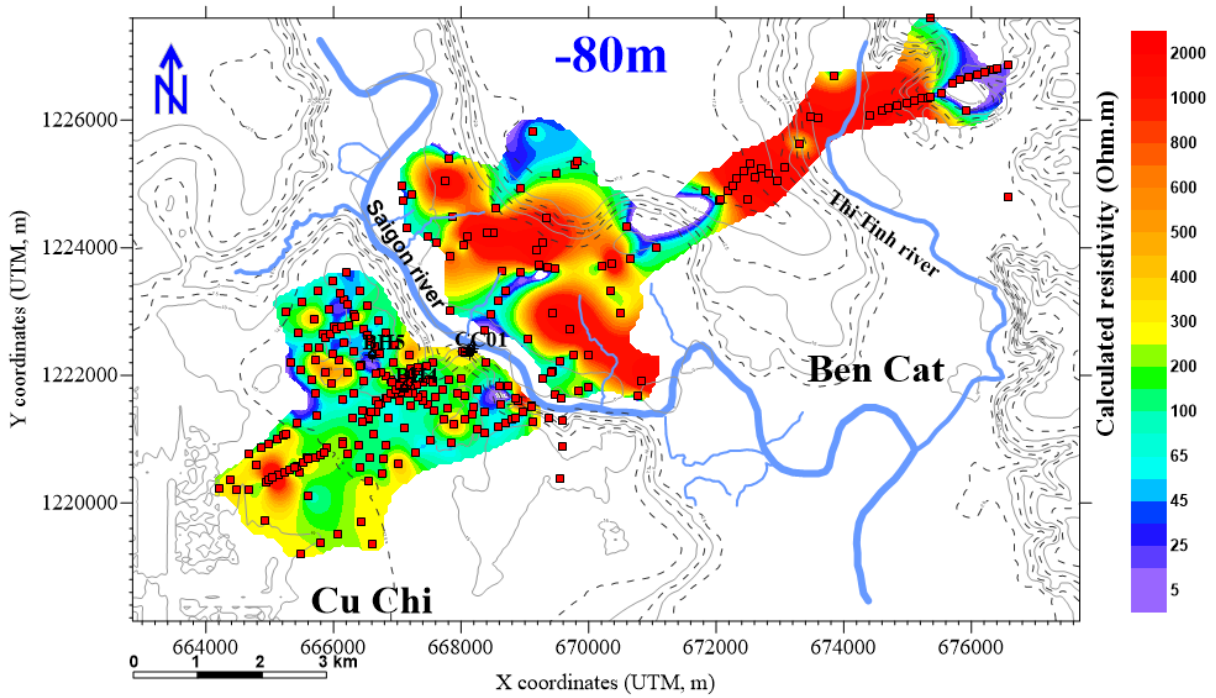 -80m
N
1226000
1224000
1222000
1220000
Y coordinates (UTM, m)
Saigon river
Thi Tinh river
BH5
CC01
Ben Cat
Cu Chi
664000
666000
668000
670000
672000
674000
676000
0
1
2
3 km
X coordinates (UTM, m)
Calculated resistivity (Ohm.m)
2000
1000
800
600
500
400
300
200
100
65
45
25
5